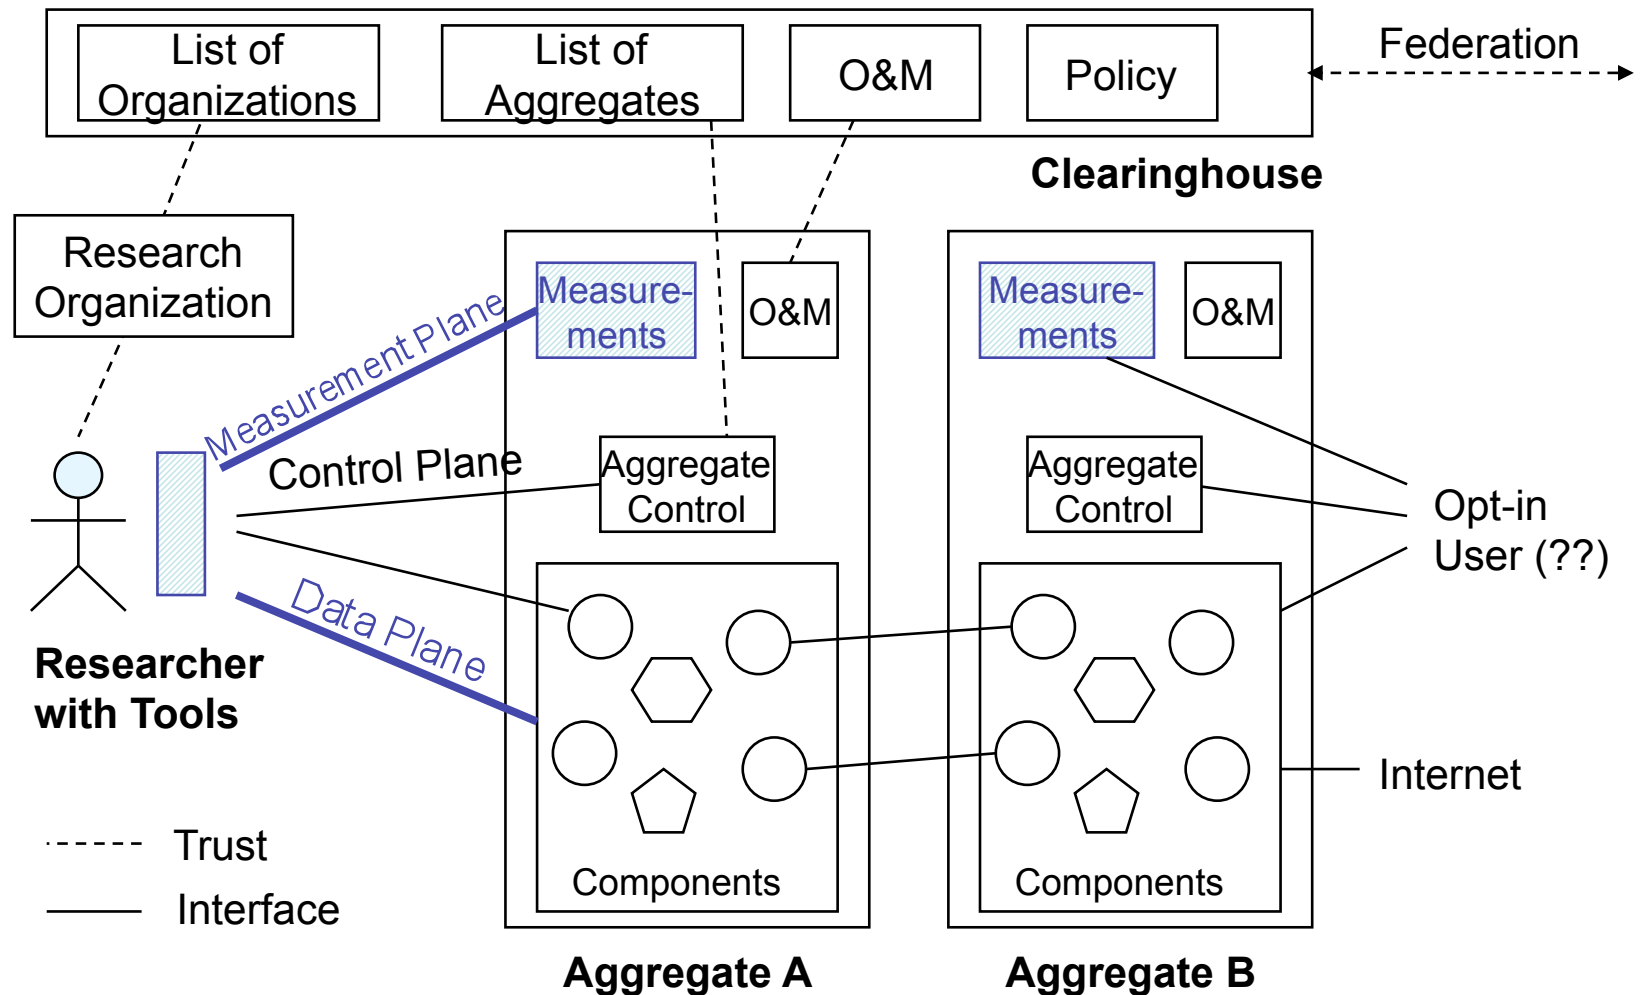 List of
Organizations
List of
Aggregates
O&M
Policy
Federation
Clearinghouse
Research
Organization
Measure-
ments
O&M
Measure-
ments
O&M
Measurement Plane
Control Plane
Aggregate
Control
Aggregate
Control
Opt-in
User (??)
Data Plane
Researcher
with Tools
Internet
Trust
Interface
Components
Components
Aggregate A
Aggregate B